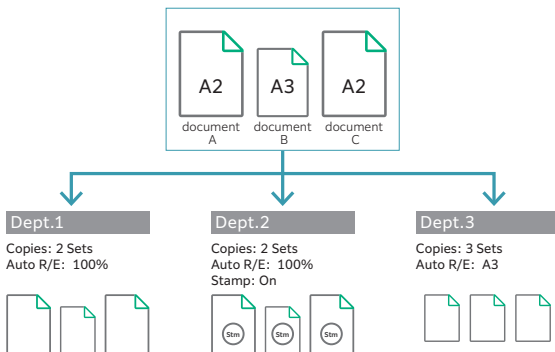 A2
A3
A2
document
A
document
B
document
C
Dept.1
Copies: 2 Sets
Auto R/E: 100%
Dept.2
Copies: 2 Sets
Auto R/E: 100%
Stamp: On
Stm
Stm
Stm
Dept.3
Copies: 3 Sets
Auto R/E: A3